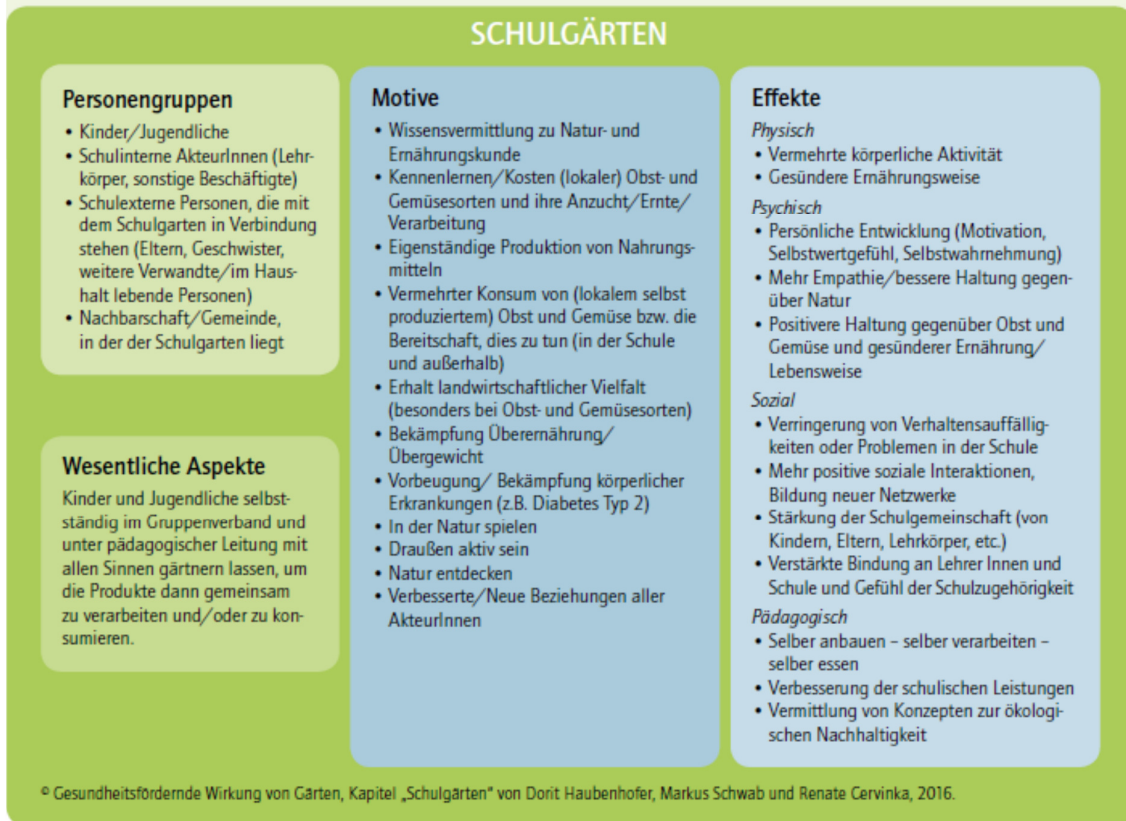 SCHULGÄRTEN
Personengruppen
• Kinder/Jugendliche
• Schulinterne AkteurInnen (Lehr-
körper, sonstige Beschäftigte)
• Schulexterne Personen, die mit
dem Schulgarten in Verbindung
stehen (Eltern, Geschwister,
weitere Verwandte/im Haus-
halt lebende Personen)
• Nachbarschaft/Gemeinde,
in der der Schulgarten liegt
Wesentliche Aspekte
Kinder und Jugendliche selbst-
ständig im Gruppenverband und
unter pädagogischer Leitung mit
allen Sinnen gärtnern lassen, um
die Produkte dann gemeinsam
zu verarbeiten und/oder zu kon-
sumieren.
Motive
• Wissensvermittlung zu Natur- und
Ernährungskunde
• Kennenlernen/Kosten (lokaler) Obst- und
Gemüsesorten und ihre Anzucht/Ernte/
Verarbeitung
• Eigenständige Produktion von Nahrungs-
mitteln
• Vermehrter Konsum von (lokalem selbst
produziertem) Obst und Gemüse bzw. die
Bereitschaft, dies zu tun (in der Schule
und außerhalb)
• Erhalt landwirtschaftlicher Vielfalt
(besonders bei Obst- und Gemüsesorten)
• Bekämpfung Überernährung/
Übergewicht
• Vorbeugung/ Bekämpfung körperlicher
Erkrankungen (z.B. Diabetes Typ 2)
• In der Natur spielen
• Draußen aktiv sein
• Natur entdecken
• Verbesserte/Neue Beziehungen aller
AkteurInnen
Effekte
Physisch
• Vermehrte körperliche Aktivität
• Gesündere Ernährungsweise
Psychisch
• Persönliche Entwicklung (Motivation,
Selbstwertgefühl, Selbstwahrnehmung)
• Mehr Empathie/bessere Haltung gegen-
über Natur
• Positivere Haltung gegenüber Obst und
Gemüse und gesünderer Ernährung/
Lebensweise
Sozial
• Verringerung von Verhaltensauffällig-
keiten oder Problemen in der Schule
• Mehr positive soziale Interaktionen,
Bildung neuer Netzwerke
• Stärkung der Schulgemeinschaft (von
Kindern, Eltern, Lehrkörper, etc.)
• Verstärkte Bindung an Lehrer Innen und
Schule und Gefühl der Schulzugehörigkeit
Pädagogisch
• Selber anbauen – selber verarbeiten –
selber essen
• Verbesserung der schulischen Leistungen
• Vermittlung von Konzepten zur ökologi-
schen Nachhaltigkeit
© Gesundheitsfördernde Wirkung von Gärten, Kapitel „Schulgärten“ von Dorit Haubenhofer, Markus Schwab und Renate Cervinka, 2016.